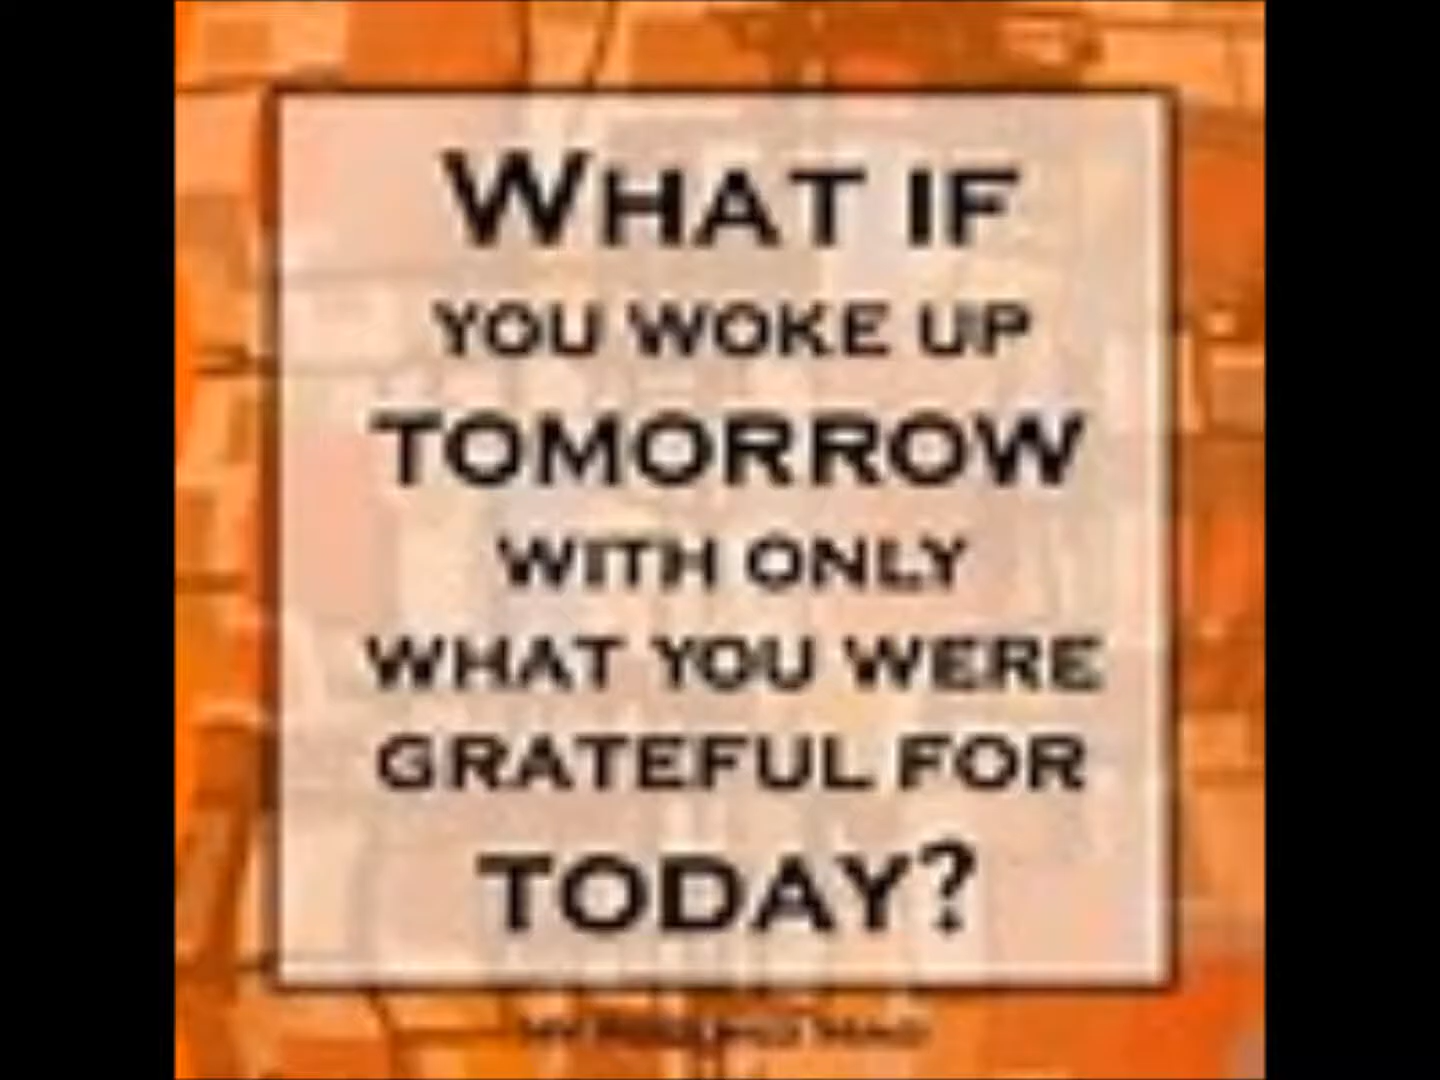 WHAT IF
YOU WOKE UP
TOMORROW
WITH ONLY
WHAT YOU WERE
GRATEFUL FOR
TODAY?